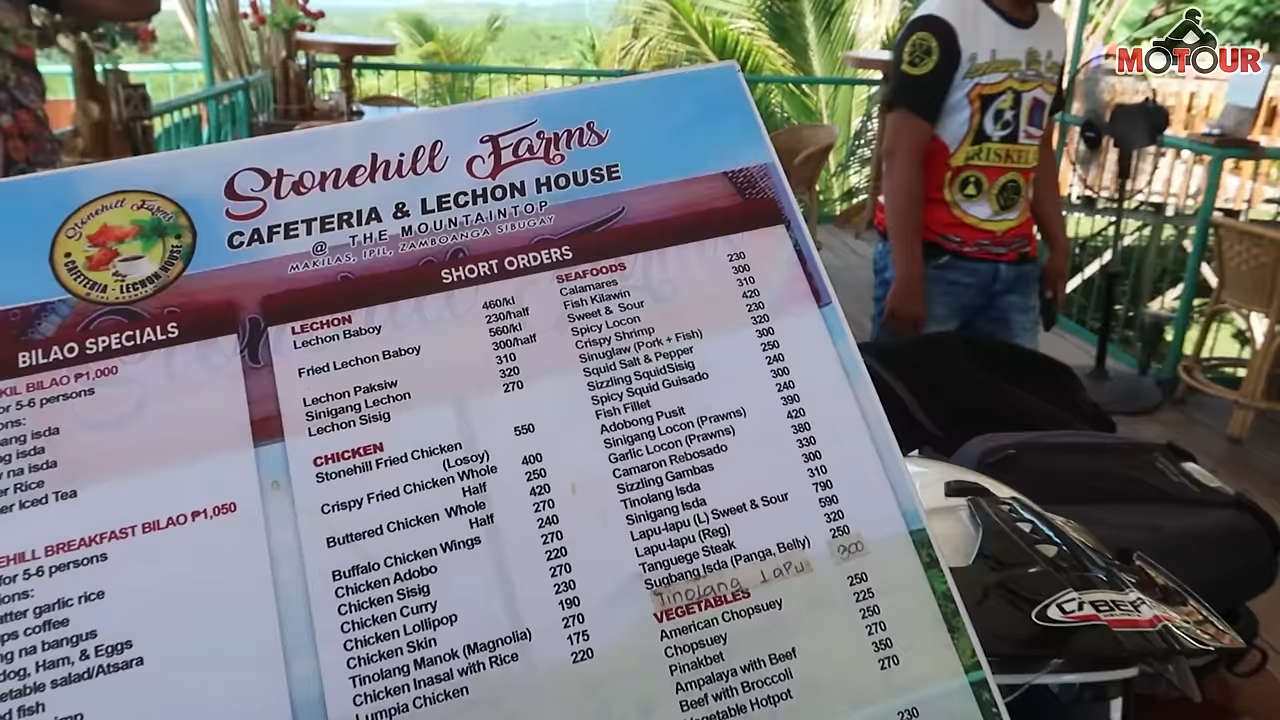 MOTOUR
Stonehill Farms
CAFETERIA & LECHON HOUSE
@ THE MOUNTAINTOP
MAKILAS, IPIL, ZAMBOANGA SIBUGAY
Stonehill Farms
CAFETERIA - LECHON HOUSE
BILAO SPECIALS
KIL BILAO ₱1,000
or 5-6 persons
ons:
ang isda
g isda
na isda
er Rice
er Iced Tea
EHILL BREAKFAST BILAO ₱1,050
for 5-6 persons
ions:
tter garlic rice
ps coffee
ng na bangus
dog, Ham, & Eggs
etable salad/Atsara
d fish
SHORT ORDERS
LECHON
Lechon Baboy 460/kl
230/half
Fried Lechon Baboy 560/kl
300/half
Lechon Paksiw 310
Sinigang Lechon 320
Lechon Sisig 270
CHICKEN
Stonehill Fried Chicken 550
(Losoy)
Crispy Fried Chicken Whole 400
Half 250
Buttered Chicken Whole 420
Half 270
Buffalo Chicken Wings 240
Chicken Adobo 270
Chicken Sisig 220
Chicken Curry 270
Chicken Lollipop 230
Chicken Skin 190
Tinolang Manok (Magnolia) 270
Chicken Inasal with Rice 175
Lumpia Chicken 220
SEAFOODS
Calamares 230
Fish Kilawin 300
Sweet & Sour 310
Spicy Locon 420
Crispy Shrimp 230
Sinuglaw (Pork + Fish) 320
Squid Salt & Pepper 300
Sizzling SquidSisig 250
Spicy Squid Guisado 240
Fish Fillet 300
Adobong Pusit 240
Sinigang Locon (Prawns) 390
Garlic Locon (Prawns) 420
Camaron Rebosado 380
Sizzling Gambas 330
Tinolang Isda 300
Sinigang Isda 310
Lapu-lapu (L) Sweet & Sour 790
Lapu-lapu (Reg) 590
Tanguege Steak 320
Sugbang Isda (Panga, Belly) 250
Tinolang Lapu 300
VEGETABLES
American Chopsuey 250
Chopsuey 225
Pinakbet 250
Ampalaya with Beef 270
Beef with Broccoli 350
Vegetable Hotpot 270
230